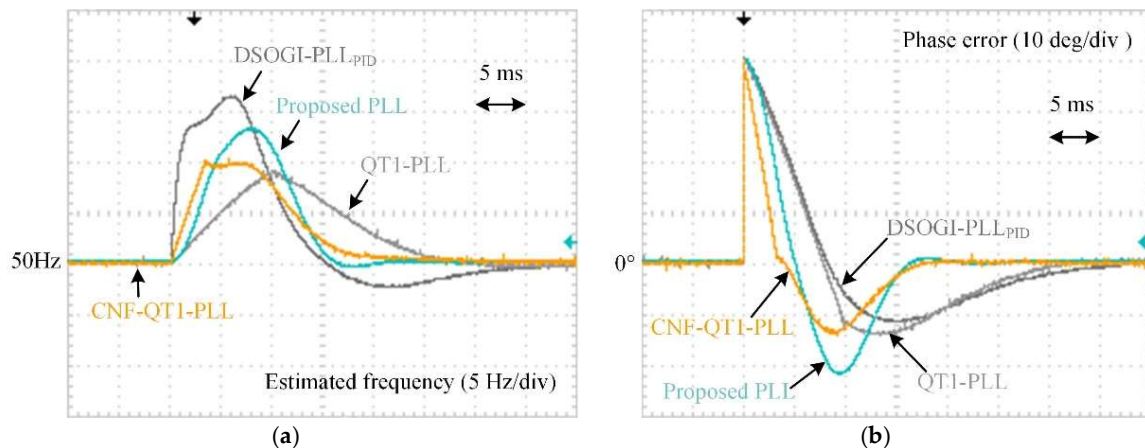 DSOGI-PLLPID
5 ms
Proposed PLL
QT1-PLL
50Hz
CNF-QT1-PLL
Estimated frequency (5 Hz/div)
(a)
Phase error (10 deg/div )
5 ms
DSOGI-PLLPID
0°
CNF-QT1-PLL
Proposed PLL
QT1-PLL
(b)